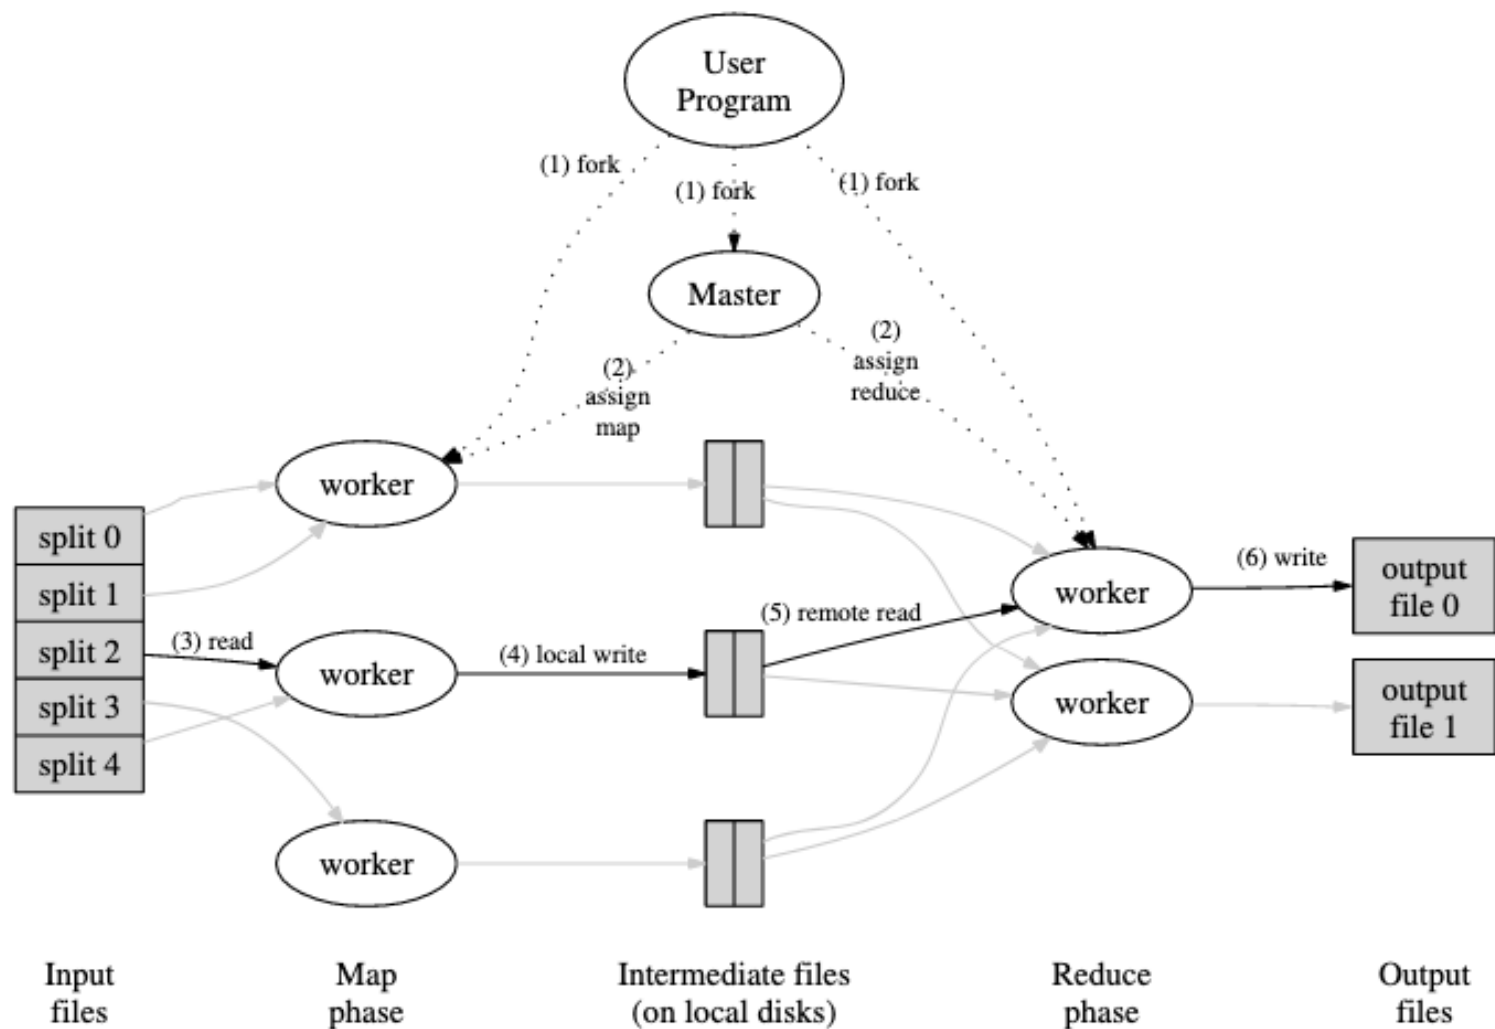 User
Program
(1) fork
(1) fork
(1) fork
Master
(2)
assign
map
(2)
assign
reduce
split 0
split 1
split 2
split 3
split 4
(3) read
worker
worker
worker
(4) local write
(5) remote read
worker
worker
(6) write
output
file 0
output
file 1
Input
files
Map
phase
Intermediate files
(on local disks)
Reduce
phase
Output
files